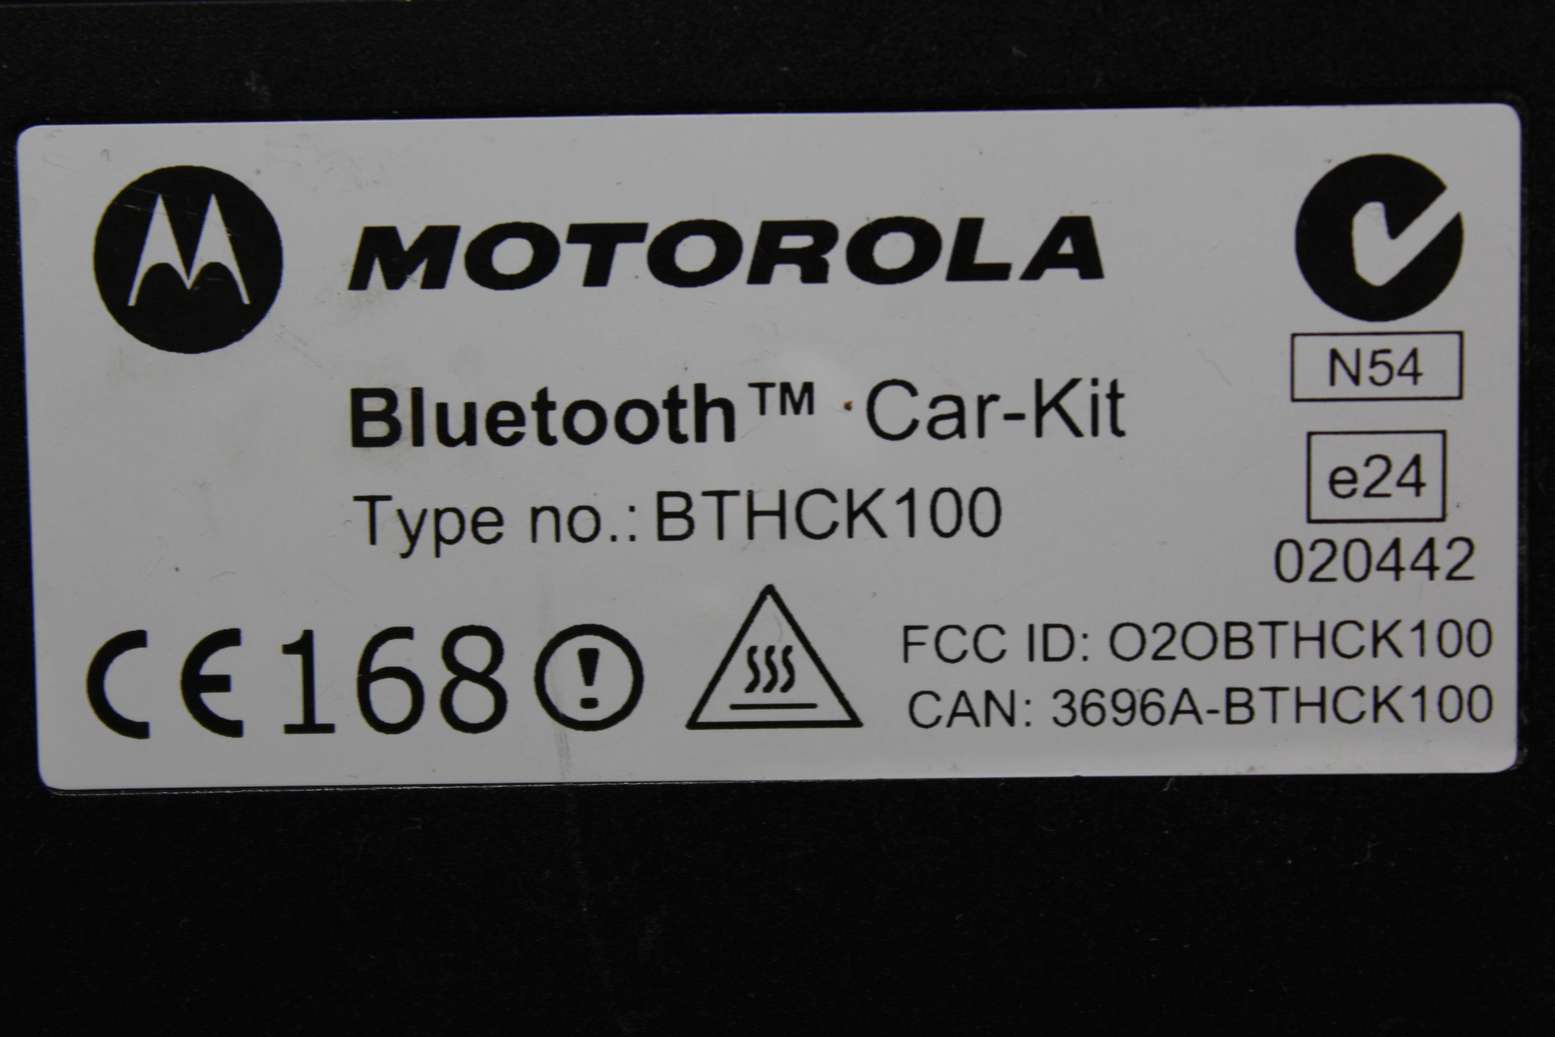 MOTOROLA
N54
Bluetooth™ Car-Kit
e24
Type no.: BTHCK100
020442
CE168
FCC ID: O2OBTHCK100
CAN: 3696A-BTHCK100